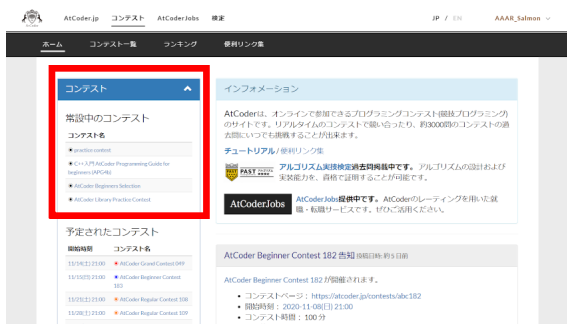 AtCoder.jp コンテスト AtCoderJobs 検定 JP / EN AAAR_Salmon
ホーム コンテスト一覧 ランキング 便利リンク集
コンテスト
常設中のコンテスト
コンテスト名
practice contest
C++入門 AtCoder Programming Guide for
beginners (APG4b)
AtCoder Beginners Selection
AtCoder Library Practice Contest
予定されたコンテスト
開始時刻 コンテスト名
11/14(土) 21:00 AtCoder Grand Contest 049
11/15(日) 21:00 AtCoder Beginner Contest
183
11/21(土) 21:00 AtCoder Regular Contest 108
11/28(土) 21:00 AtCoder Regular Contest 109
インフォメーション
AtCoderは、オンラインで参加できるプログラミングコンテスト(競技プログラミング)
のサイトです。リアルタイムのコンテストで競い合ったり、約3000問のコンテストの過
去問にいつでも挑戦することが出来ます。
チュートリアル / 便利リンク集
PAST アルゴリズム実技検定過去問掲載中です。アルゴリズムの設計および
実装能力を、資格で証明することが可能です。
AtCoderJobs AtCoderJobs提供中です。AtCoderのレーティングを用いた就
職・転職サービスです。ぜひご活用ください。
AtCoder Beginner Contest 182 告知 投稿日時: 約 5 日前
AtCoder Beginner Contest 182 が開催されます。
コンテストページ: https://atcoder.jp/contests/abc182
開始時刻: 2020-11-08(日) 21:00
コンテスト時間: 100 分